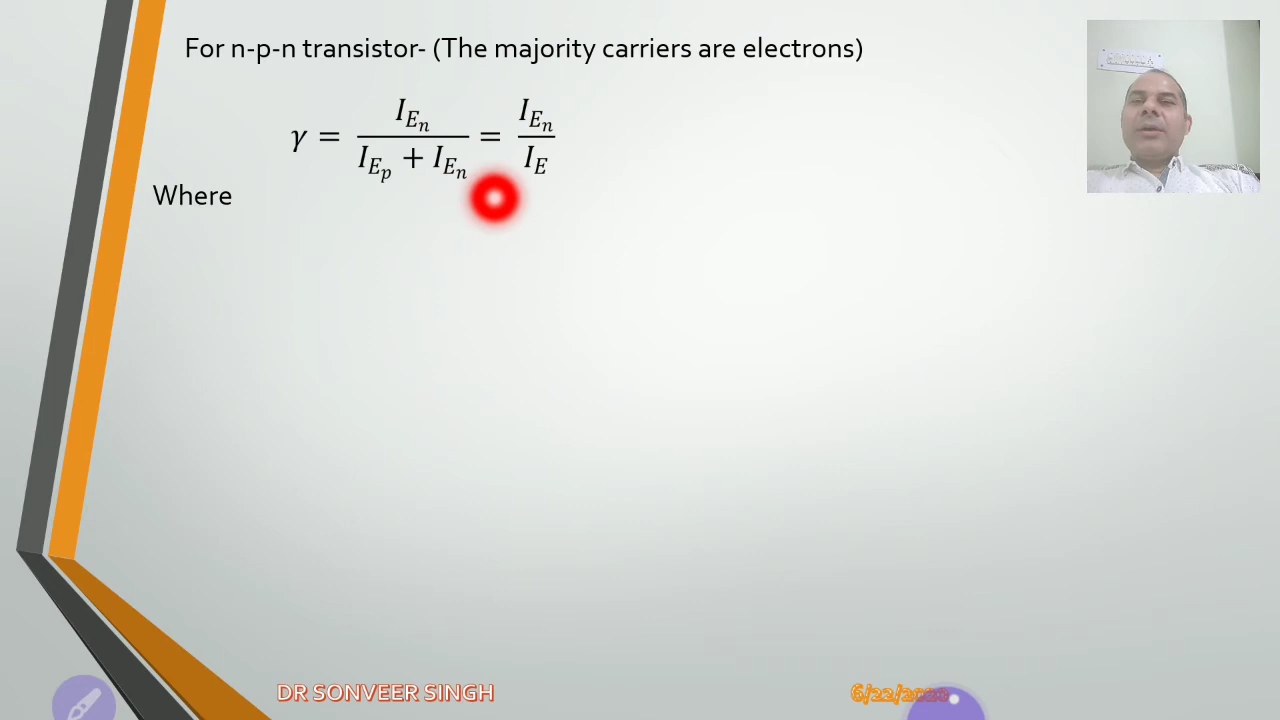 For n-p-n transistor- (The majority carriers are electrons)
γ = I_{E_n} / (I_{E_p} + I_{E_n}) = I_{E_n} / I_E
Where
DR SONVEER SINGH